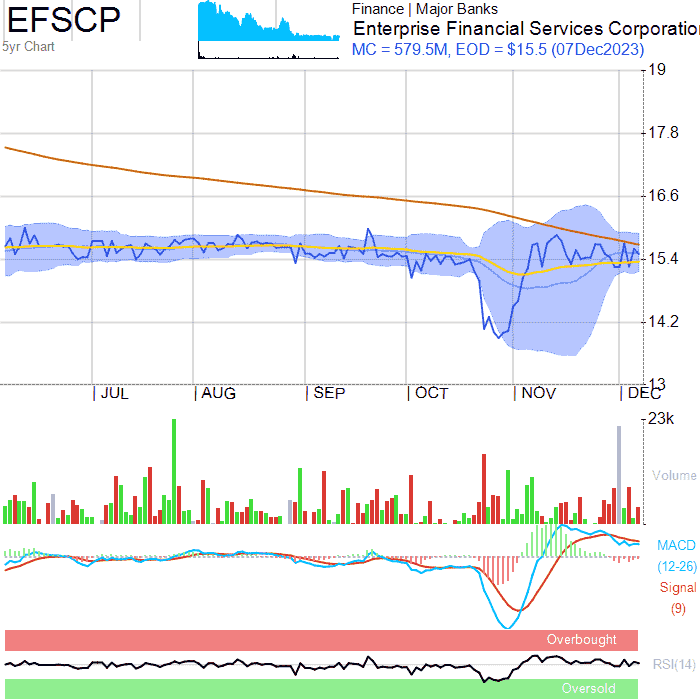 EFSCP
5yr Chart
Finance | Major Banks
Enterprise Financial Services Corporation
MC = 579.5M, EOD = $15.5 (07Dec2023)
19
17.8
16.6
15.4
14.2
13
JUL AUG SEP OCT NOV DEC
23k
Volume
MACD
(12-26)
Signal
(9)
Overbought
RSI(14)
Oversold